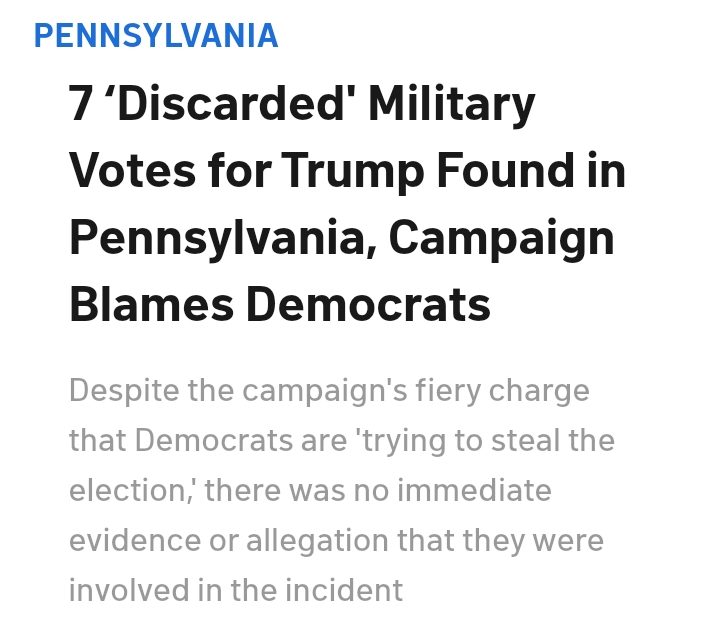 PENNSYLVANIA
7 ‘Discarded' Military
Votes for Trump Found in
Pennsylvania, Campaign
Blames Democrats
Despite the campaign's fiery charge
that Democrats are 'trying to steal the
election,' there was no immediate
evidence or allegation that they were
involved in the incident